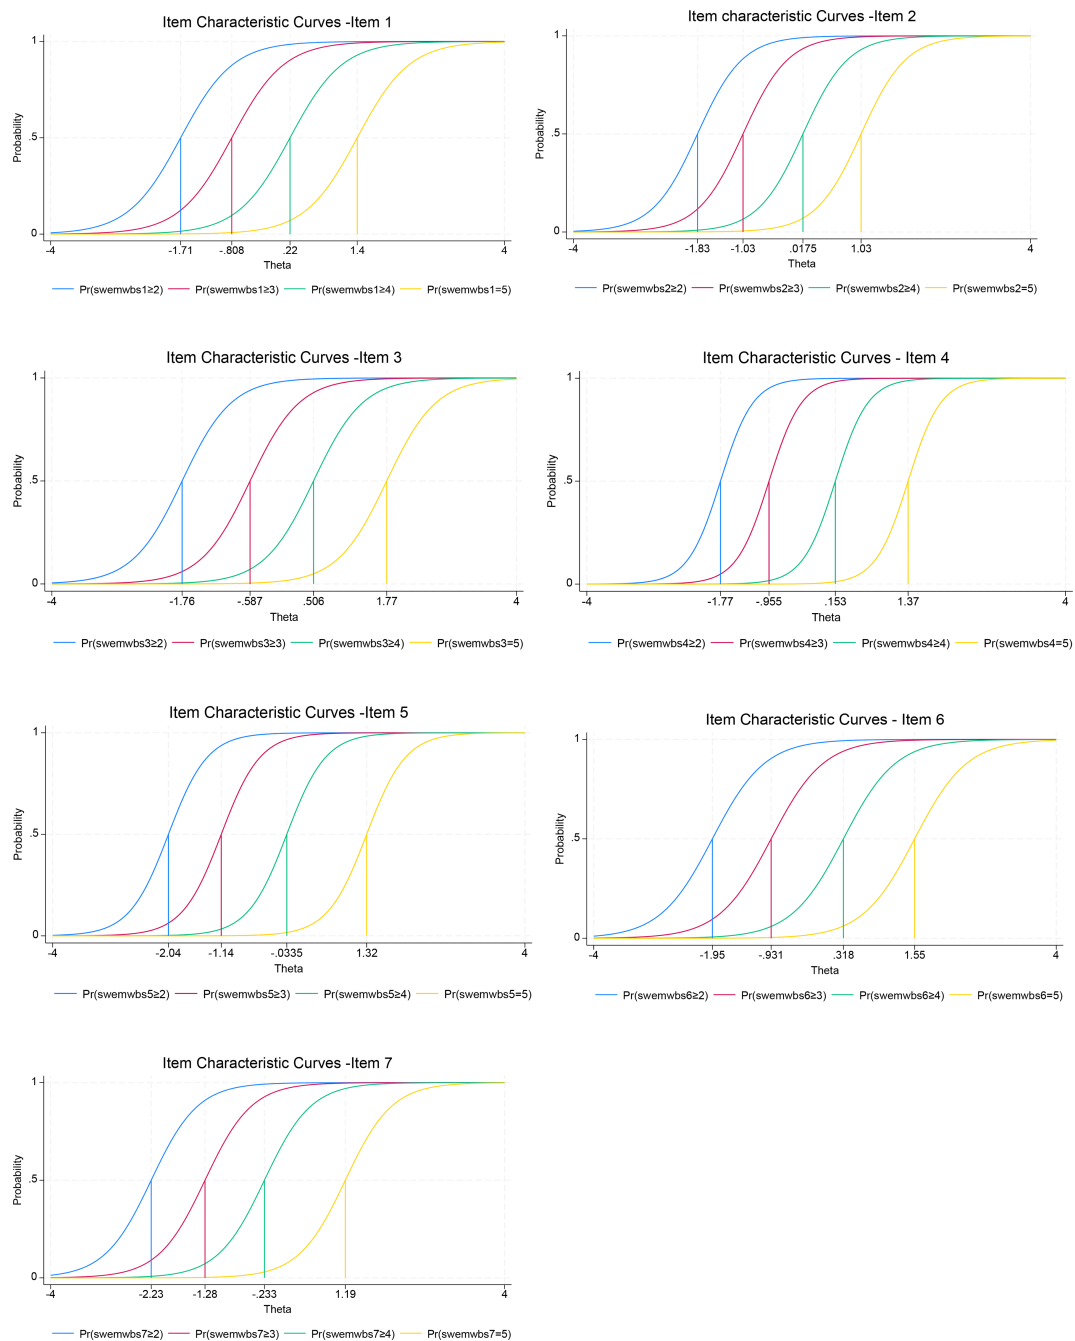 Item Characteristic Curves -Item 1
Probability
1
.5
0
-4
-1.71
-.808
.22
1.4
4
Theta
Pr(swemwbs1≥2)
Pr(swemwbs1≥3)
Pr(swemwbs1≥4)
Pr(swemwbs1=5)
Item characteristic Curves -Item 2
Probability
1
.5
0
-4
-1.83
-1.03
.0175
1.03
4
Theta
Pr(swemwbs2≥2)
Pr(swemwbs2≥3)
Pr(swemwbs2≥4)
Pr(swemwbs2=5)
Item Characteristic Curves -Item 3
Probability
1
.5
0
-4
-1.76
-.587
.506
1.77
4
Theta
Pr(swemwbs3≥2)
Pr(swemwbs3≥3)
Pr(swemwbs3≥4)
Pr(swemwbs3=5)
Item Characteristic Curves - Item 4
Probability
1
.5
0
-4
-1.77
-.955
.153
1.37
4
Theta
Pr(swemwbs4≥2)
Pr(swemwbs4≥3)
Pr(swemwbs4≥4)
Pr(swemwbs4=5)
Item Characteristic Curves -Item 5
Probability
1
.5
0
-4
-2.04
-1.14
-.0335
1.32
4
Theta
Pr(swemwbs5≥2)
Pr(swemwbs5≥3)
Pr(swemwbs5≥4)
Pr(swemwbs5=5)
Item Characteristic Curves - Item 6
Probability
1
.5
0
-4
-1.95
-.931
.318
1.55
4
Theta
Pr(swemwbs6≥2)
Pr(swemwbs6≥3)
Pr(swemwbs6≥4)
Pr(swemwbs6=5)
Item Characteristic Curves -Item 7
Probability
1
.5
0
-4
-2.23
-1.28
-.233
1.19
4
Theta
Pr(swemwbs7≥2)
Pr(swemwbs7≥3)
Pr(swemwbs7≥4)
Pr(swemwbs7=5)